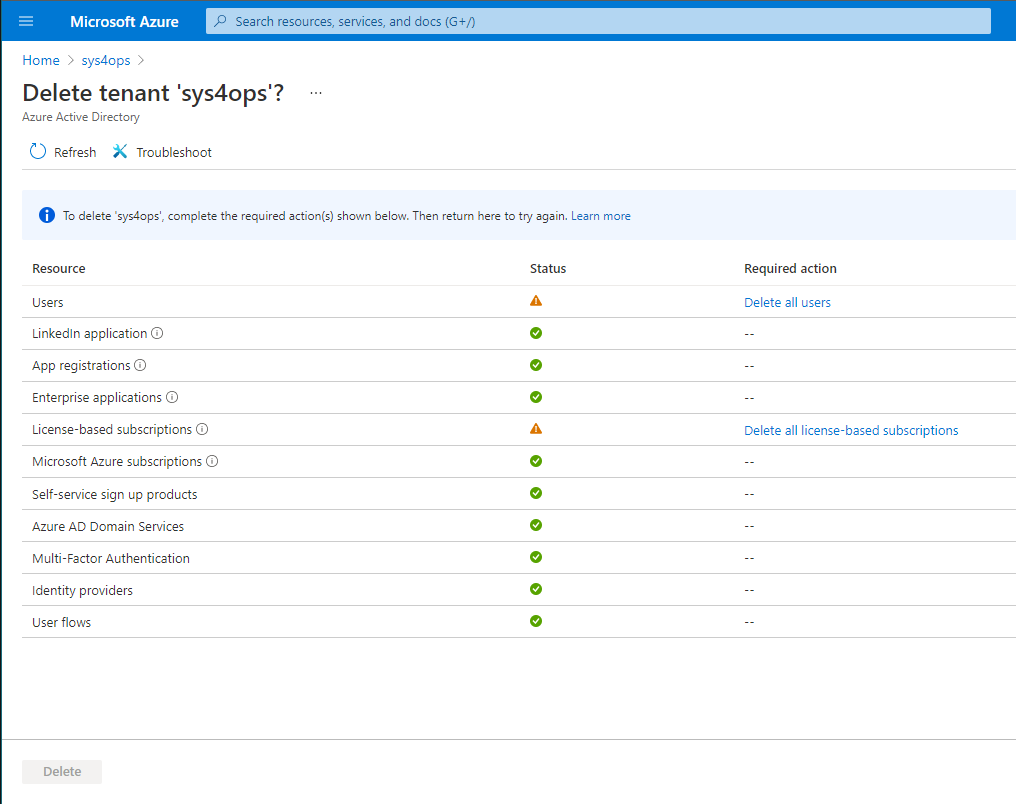 Microsoft Azure
Search resources, services, and docs (G+/)
Home > sys4ops >
Delete tenant 'sys4ops'? ...
Azure Active Directory
Refresh Troubleshoot
To delete 'sys4ops', complete the required action(s) shown below. Then return here to try again. Learn more
Resource Status Required action
Users Delete all users
LinkedIn application --
App registrations --
Enterprise applications --
License-based subscriptions Delete all license-based subscriptions
Microsoft Azure subscriptions --
Self-service sign up products --
Azure AD Domain Services --
Multi-Factor Authentication --
Identity providers --
User flows --
Delete